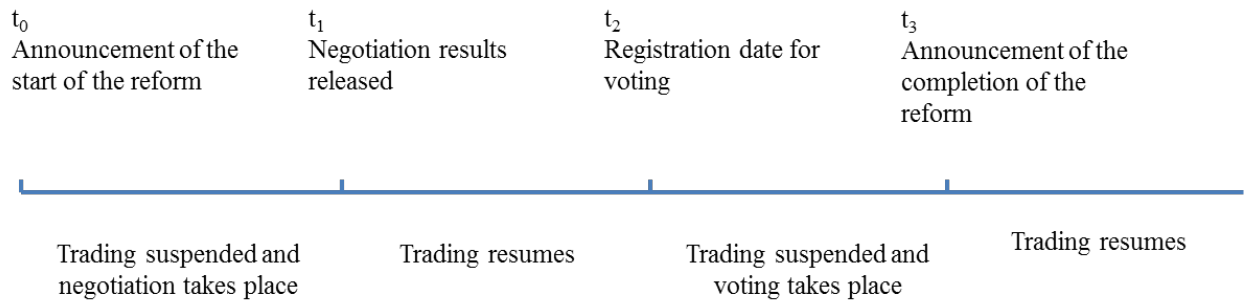 t₀
Announcement of the
start of the reform
t₁
Negotiation results
released
t₂
Registration date for
voting
t₃
Announcement of the
completion of the
reform
Trading suspended and
negotiation takes place
Trading resumes
Trading suspended and
voting takes place
Trading resumes